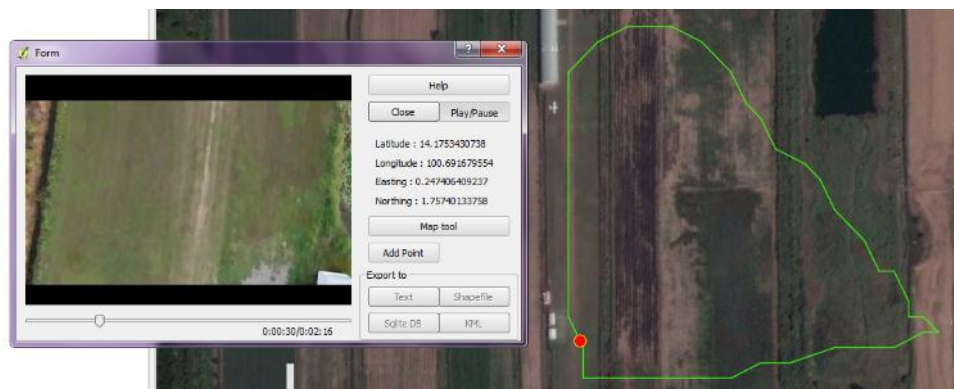 Form
Help
Close
Play/Pause
Latitude : 14.1753430738
Longitude : 100.691679554
Easting : 0.247406409237
Northing : 1.75740133758
Map tool
Add Point
Export to
Text
Shapefile
Sqlite DB
KML
0:00:30/0:02:16